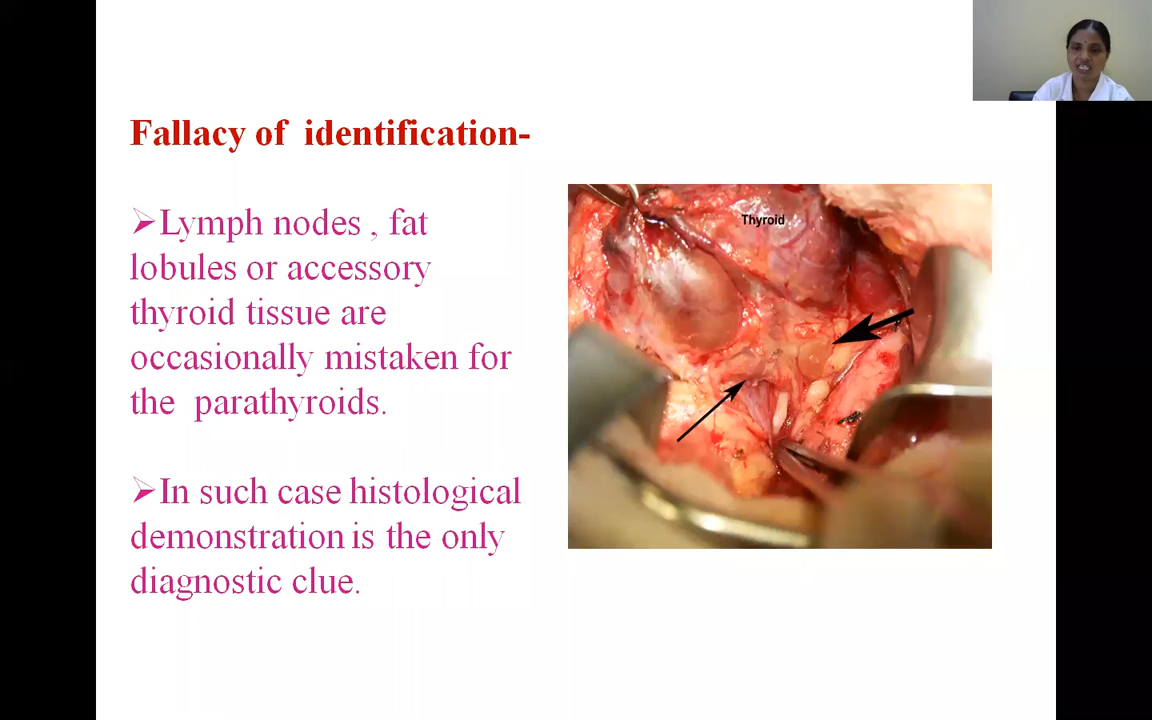 Fallacy of identification-
➢Lymph nodes , fat
lobules or accessory
thyroid tissue are
occasionally mistaken for
the parathyroids.
➢In such case histological
demonstration is the only
diagnostic clue.
Thyroid